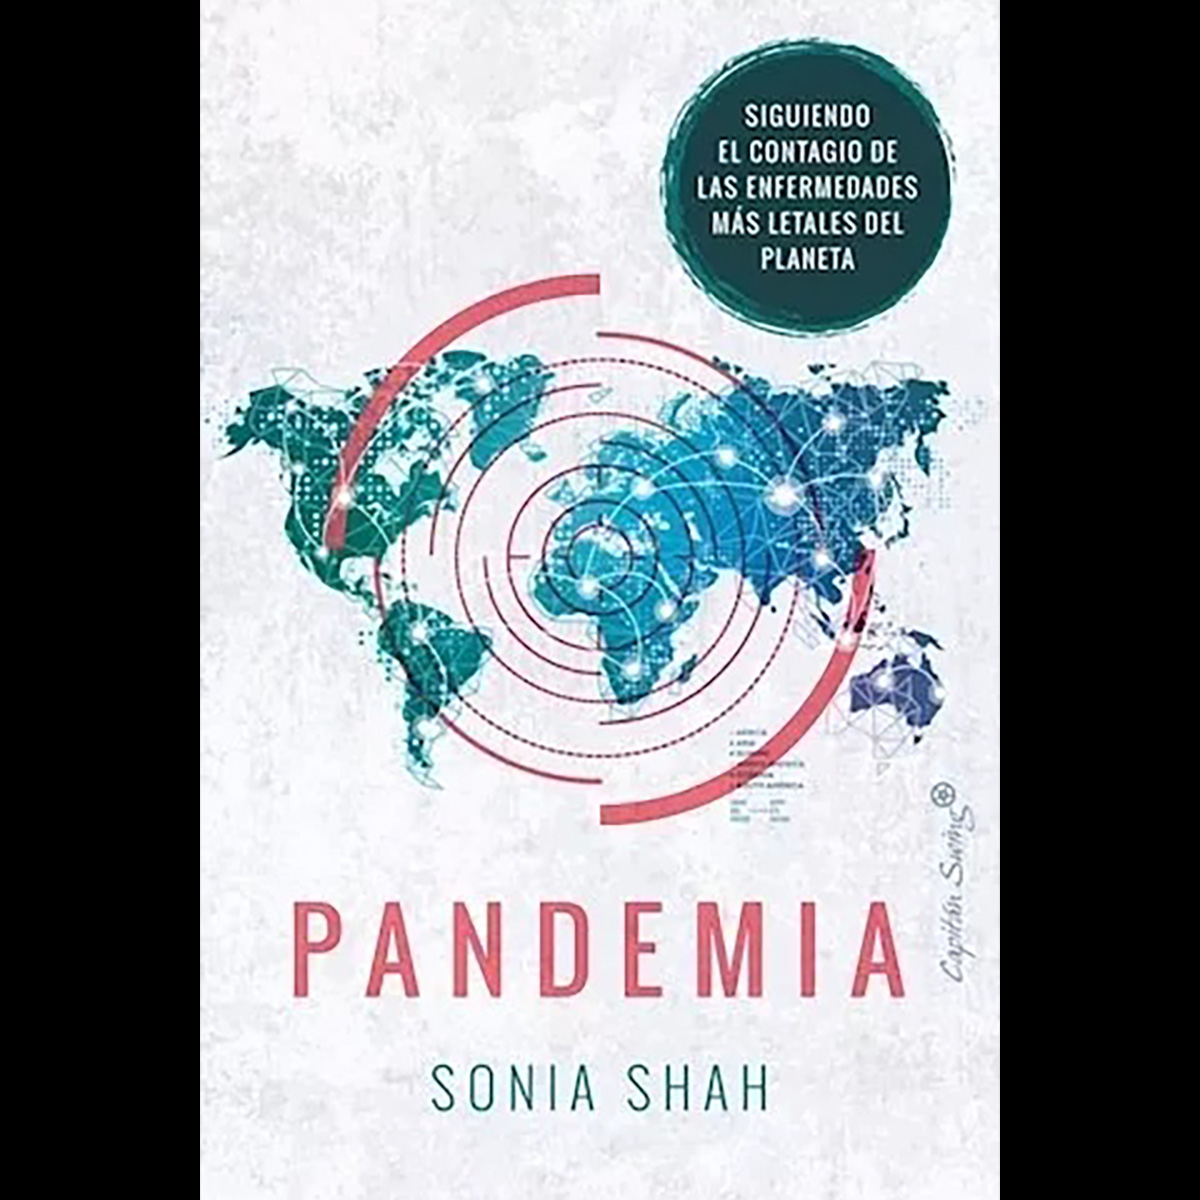 SIGUIENDO
EL CONTAGIO DE
LAS ENFERMEDADES
MÁS LETALES DEL
PLANETA
PANDEMIA
SONIA SHAH
Capitán Swing